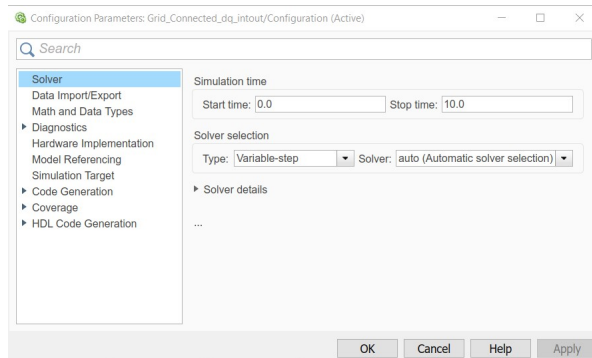 Configuration Parameters: Grid_Connected_dq_intout/Configuration (Active)
Search
Solver
Data Import/Export
Math and Data Types
Diagnostics
Hardware Implementation
Model Referencing
Simulation Target
Code Generation
Coverage
HDL Code Generation
Simulation time
Start time: 0.0 Stop time: 10.0
Solver selection
Type: Variable-step Solver: auto (Automatic solver selection)
Solver details
...
OK Cancel Help Apply